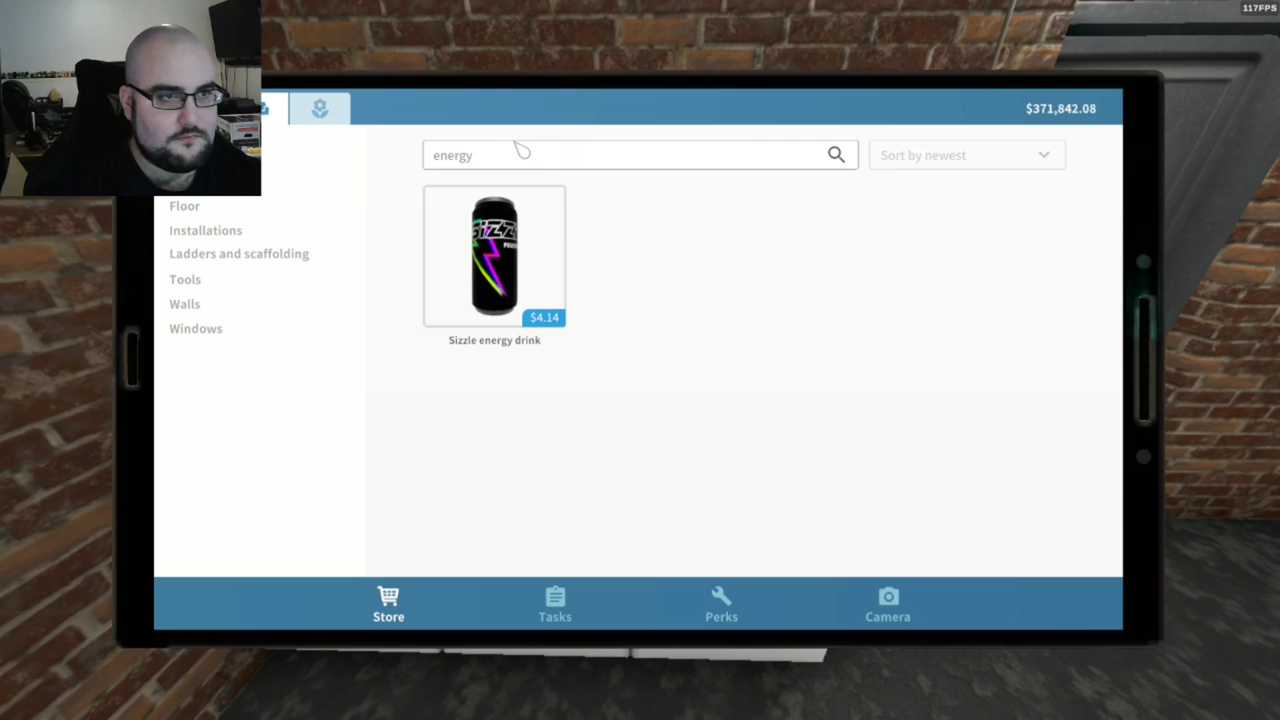 117FPS
$371,842.08
energy
Sort by newest
Floor
Installations
Ladders and scaffolding
Tools
Walls
Windows
SIZZ
$4.14
Sizzle energy drink
Store
Tasks
Perks
Camera